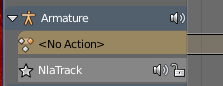 Armature
<No Action>
NlaTrack